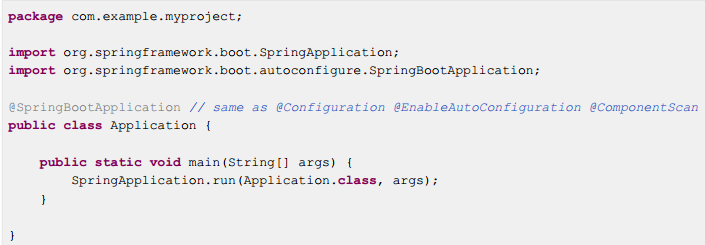 package com.example.myproject;
import org.springframework.boot.SpringApplication;
import org.springframework.boot.autoconfigure.SpringBootApplication;
@SpringBootApplication // same as @Configuration @EnableAutoConfiguration @ComponentScan
public class Application {
    public static void main(String[] args) {
        SpringApplication.run(Application.class, args);
    }
}